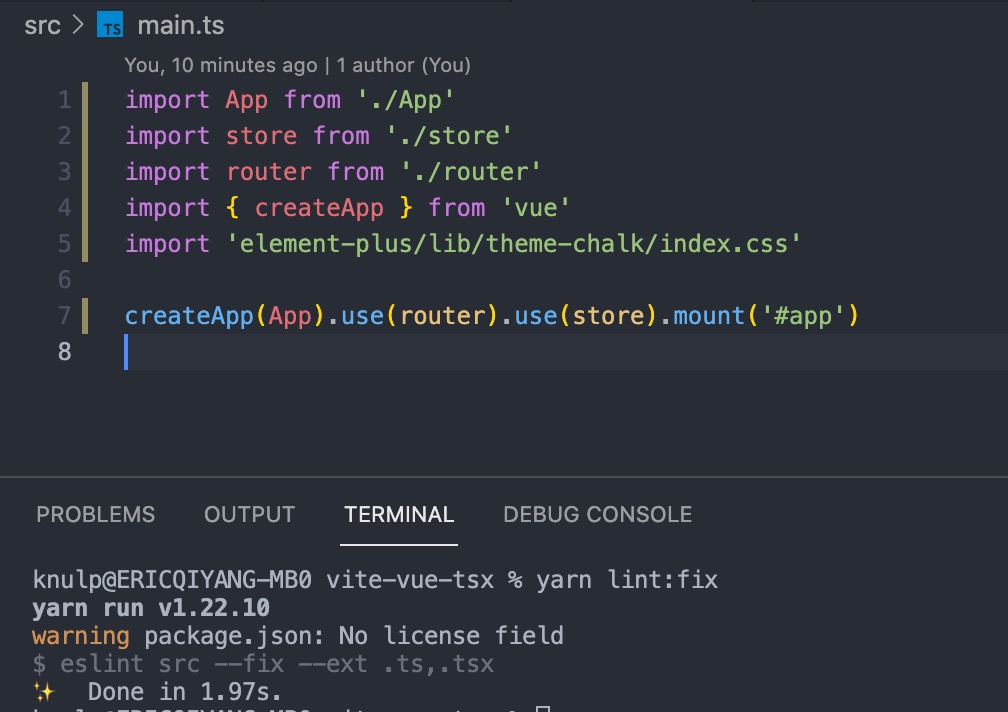 src > TS main.ts
You, 10 minutes ago | 1 author (You)
1 import App from './App'
2 import store from './store'
3 import router from './router'
4 import { createApp } from 'vue'
5 import 'element-plus/lib/theme-chalk/index.css'
6
7 createApp(App).use(router).use(store).mount('#app')
8
PROBLEMS OUTPUT TERMINAL DEBUG CONSOLE
knulp@ERICQIYANG-MB0 vite-vue-tsx % yarn lint:fix
yarn run v1.22.10
warning package.json: No license field
$ eslint src --fix --ext .ts,.tsx
✨ Done in 1.97s.